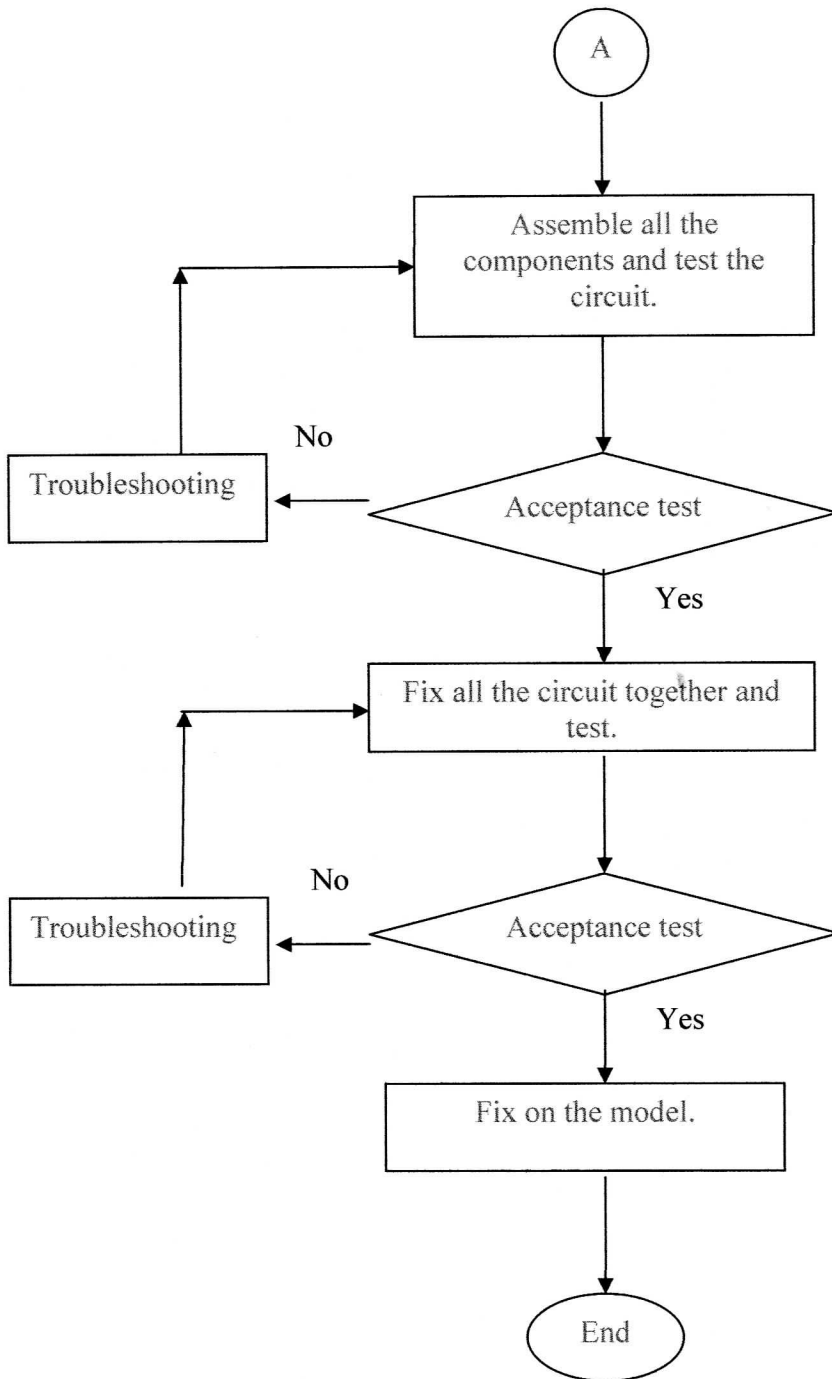 A
Assemble all the
components and test the
circuit.
No
Troubleshooting
Acceptance test
Yes
Fix all the circuit together and
test.
No
Troubleshooting
Acceptance test
Yes
Fix on the model.
End